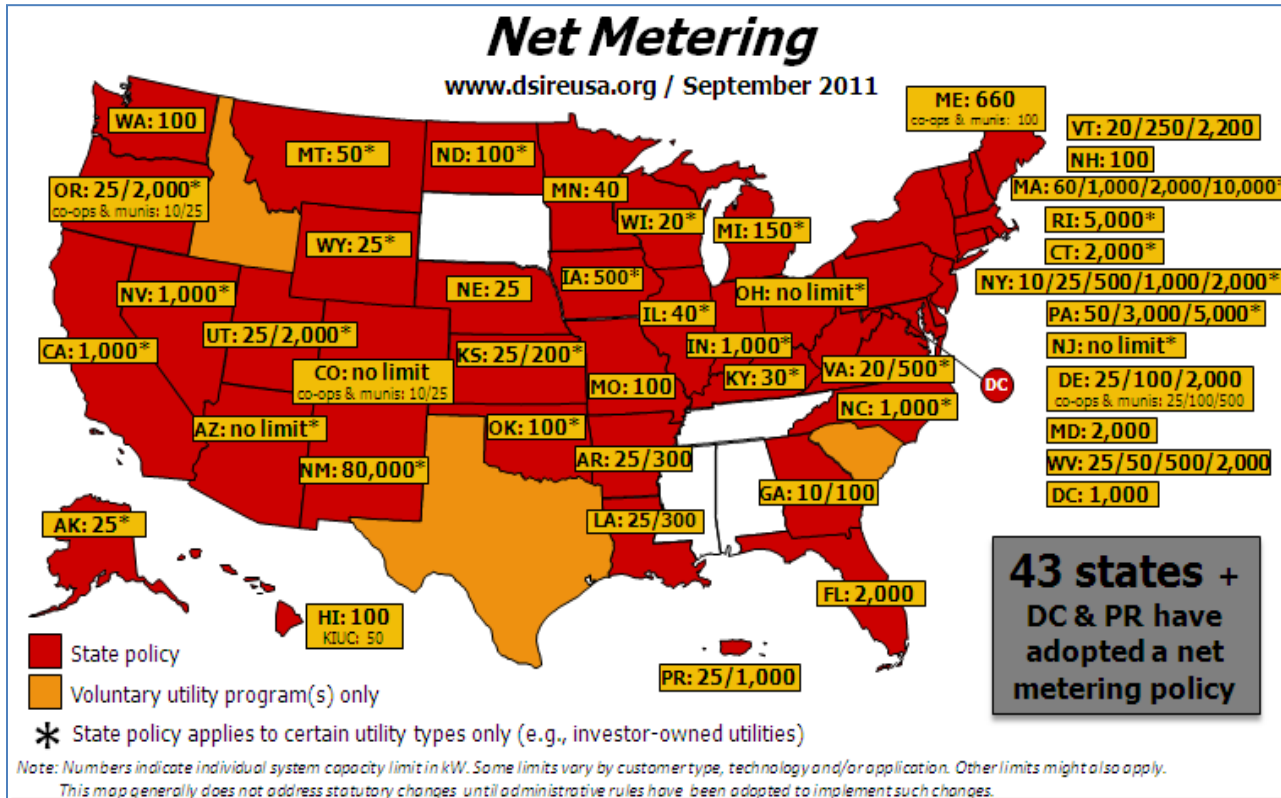 Net Metering
www.dsireusa.org / September 2011
ME: 660
co-ops & munis: 100
WA: 100
VT: 20/250/2,200
MT: 50*
ND: 100*
NH: 100
OR: 25/2,000*
co-ops & munis: 10/25
MN: 40
MA: 60/1,000/2,000/10,000*
WI: 20*
MI: 150*
RI: 5,000*
WY: 25*
CT: 2,000*
IA: 500*
NV: 1,000*
NE: 25
OH: no limit*
NY: 10/25/500/1,000/2,000*
IL: 40*
PA: 50/3,000/5,000*
UT: 25/2,000*
CA: 1,000*
KS: 25/200*
IN: 1,000*
NJ: no limit*
CO: no limit
co-ops & munis: 10/25
MO: 100
KY: 30*
VA: 20/500*
DC
DE: 25/100/2,000
co-ops & munis: 25/100/500
NC: 1,000*
AZ: no limit*
OK: 100*
MD: 2,000
NM: 80,000*
AR: 25/300
WV: 25/50/500/2,000
GA: 10/100
DC: 1,000
AK: 25*
LA: 25/300
43 states +
DC & PR have
adopted a net
metering policy
FL: 2,000
HI: 100
KIUC: 50
PR: 25/1,000
State policy
Voluntary utility program(s) only
* State policy applies to certain utility types only (e.g., investor-owned utilities)
Note: Numbers indicate individual system capacity limit in kW. Some limits vary by customer type, technology and/or application. Other limits might also apply.
This map generally does not address statutory changes until administrative rules have been adopted to implement such changes.